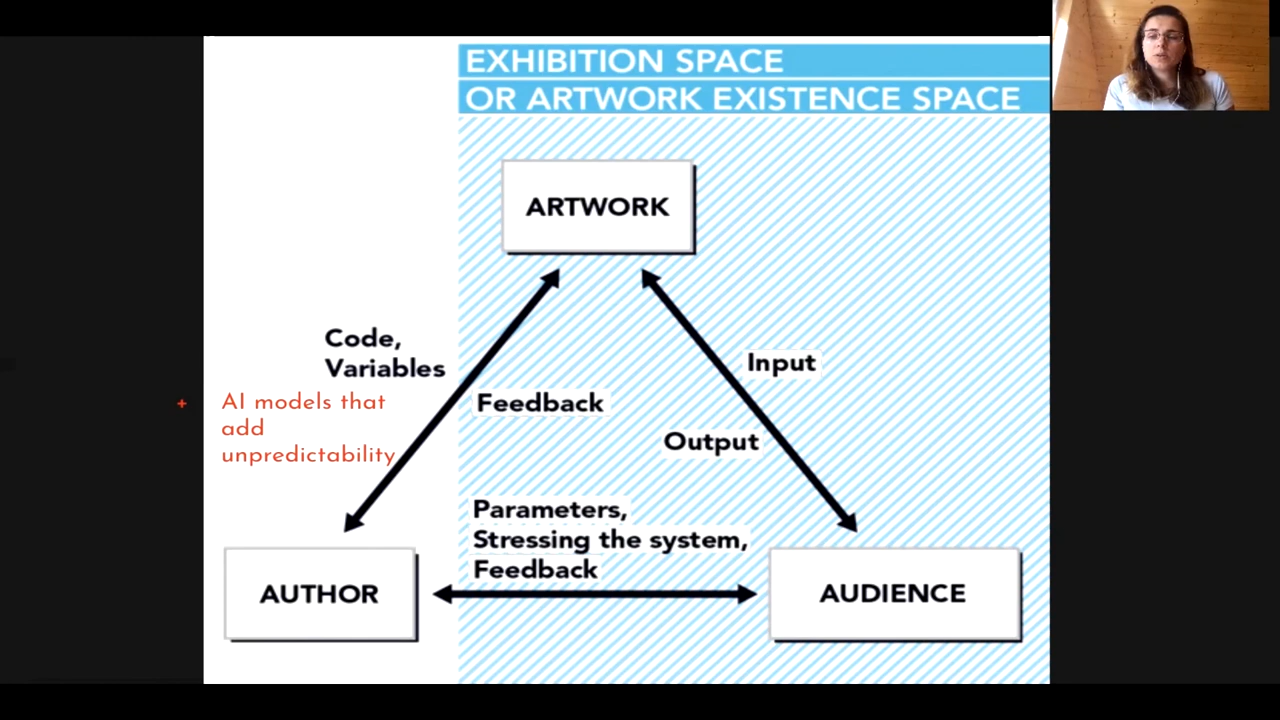 EXHIBITION SPACE
OR ARTWORK EXISTENCE SPACE
ARTWORK
Code,
Variables
+ AI models that
add
unpredictability
Feedback
Input
Output
Parameters,
Stressing the system,
Feedback
AUTHOR
AUDIENCE